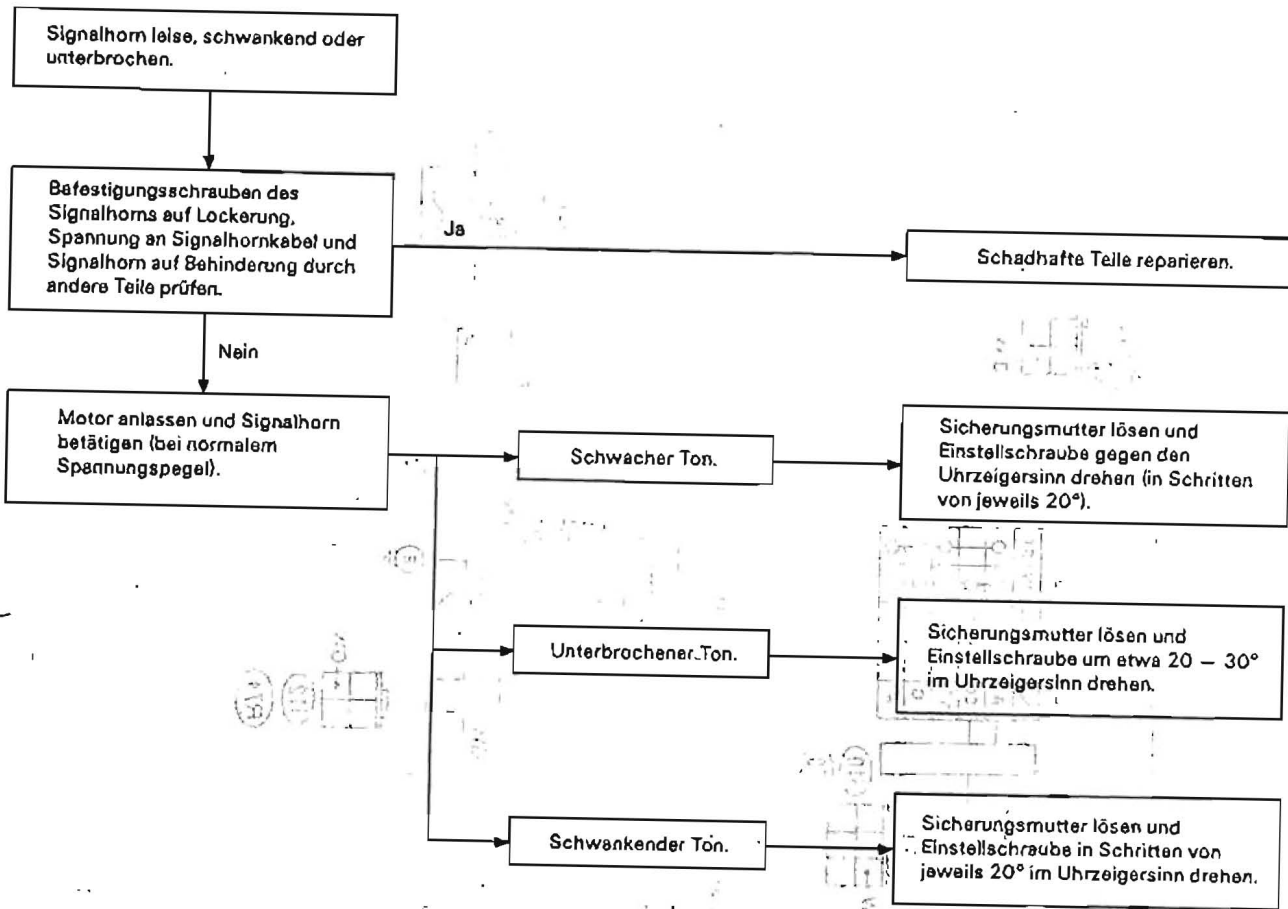 Signalhorn leise, schwankend oder
unterbrochen.
Befestigungsschrauben des
Signalhorns auf Lockerung,
Spannung an Signalhornkabel und
Signalhorn auf Behinderung durch
andere Teile prüfen.
Ja
Schadhafte Teile reparieren.
Nein
Motor anlassen und Signalhorn
betätigen (bei normalem
Spannungspegel).
Schwacher Ton.
Sicherungsmutter lösen und
Einstellschraube gegen den
Uhrzeigersinn drehen (in Schritten
von jeweils 20°).
Unterbrochener Ton.
Sicherungsmutter lösen und
Einstellschraube um etwa 20 – 30°
im Uhrzeigersinn drehen.
Schwankender Ton.
Sicherungsmutter lösen und
Einstellschraube in Schritten von
jeweils 20° im Uhrzeigersinn drehen.